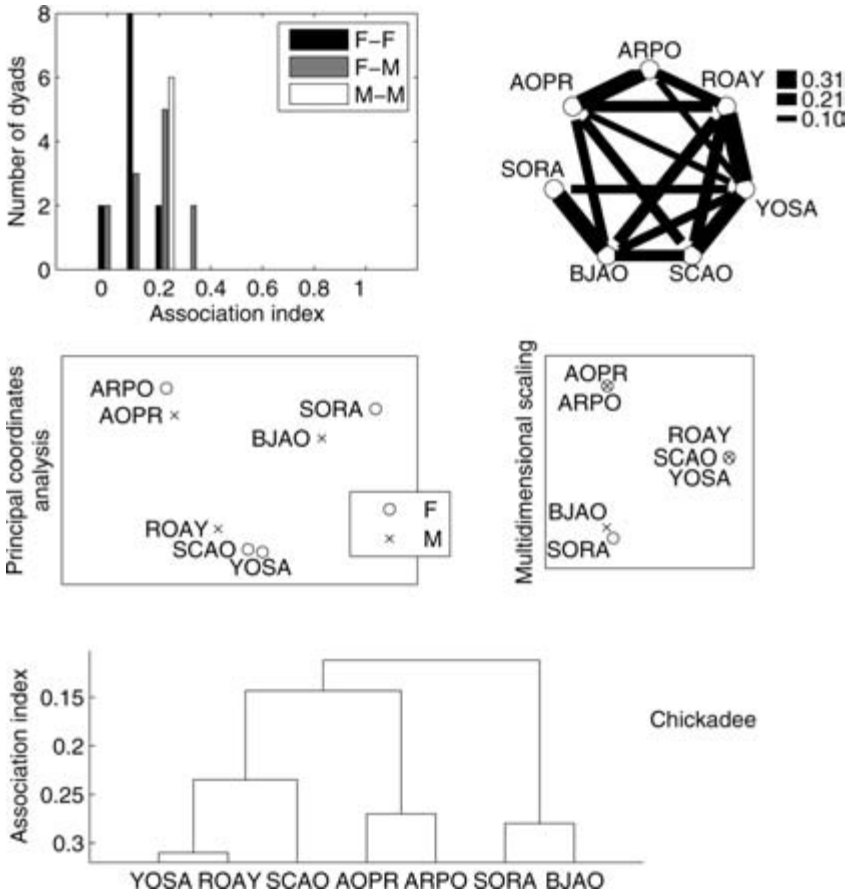 Number of dyads
8
6
4
2
0
F–F
F–M
M–M
0 0.2 0.4 0.6 0.8 1
Association index
ARPO
AOPR
ROAY
SORA
YOSA
BJAO
SCAO
0.31
0.21
0.10
Principal coordinates
analysis
ARPO
AOPR
SORA
BJAO
ROAY
SCAO
YOSA
F
M
Multidimensional scaling
AOPR
ARPO
ROAY
SCAO
YOSA
BJAO
SORA
Association index
0.15
0.2
0.25
0.3
Chickadee
YOSA ROAY SCAO AOPR ARPO SORA BJAO